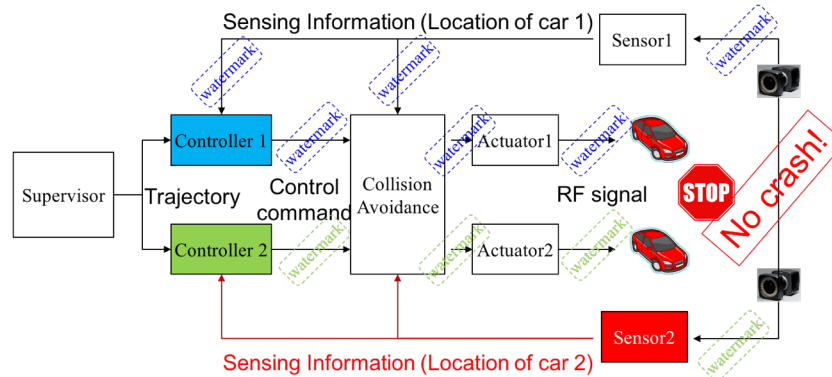 Sensing Information (Location of car 1)
Sensor1
watermark
watermark
watermark
Controller 1
watermark
watermark
Actuator1
watermark
Supervisor
Trajectory
Control
command
Collision
Avoidance
RF signal
STOP
No crash!
Controller 2
watermark
watermark
Actuator2
watermark
Sensor2
watermark
Sensing Information (Location of car 2)